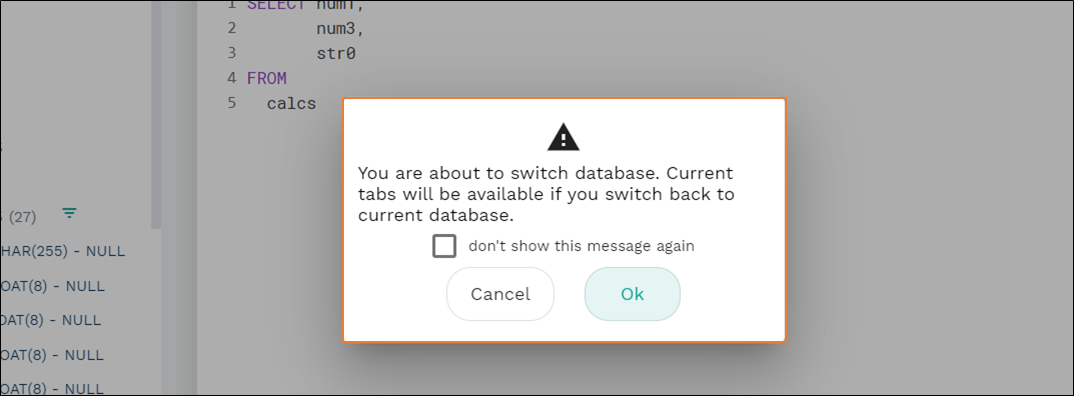 1 SELECT num1,
2 num3,
3 str0
4 FROM
5 calcs
You are about to switch database. Current
tabs will be available if you switch back to
current database.
don't show this message again
Cancel Ok
(27)
HAR(255) - NULL
OAT(8) - NULL
OAT(8) - NULL
OAT(8) - NULL
OAT(8) - NULL